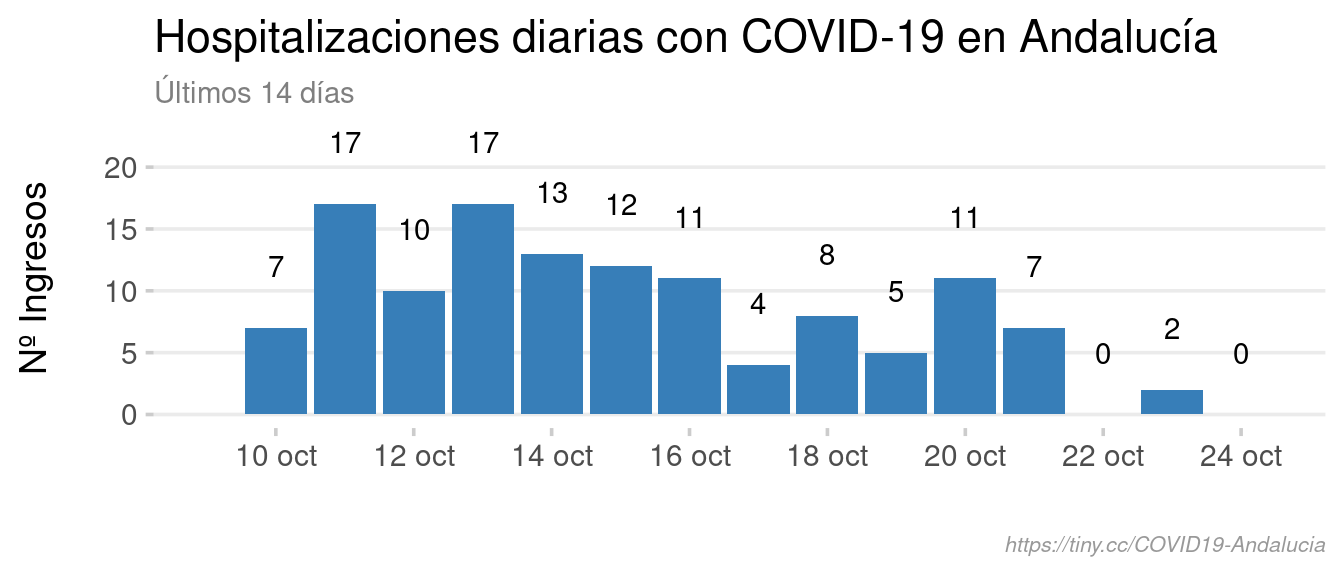 Hospitalizaciones diarias con COVID-19 en Andalucía
Últimos 14 días
Nº Ingresos
20
15
10
5
0
7
17
10
17
13
12
11
4
8
5
11
7
0
2
0
10 oct
12 oct
14 oct
16 oct
18 oct
20 oct
22 oct
24 oct
https://tiny.cc/COVID19-Andalucia